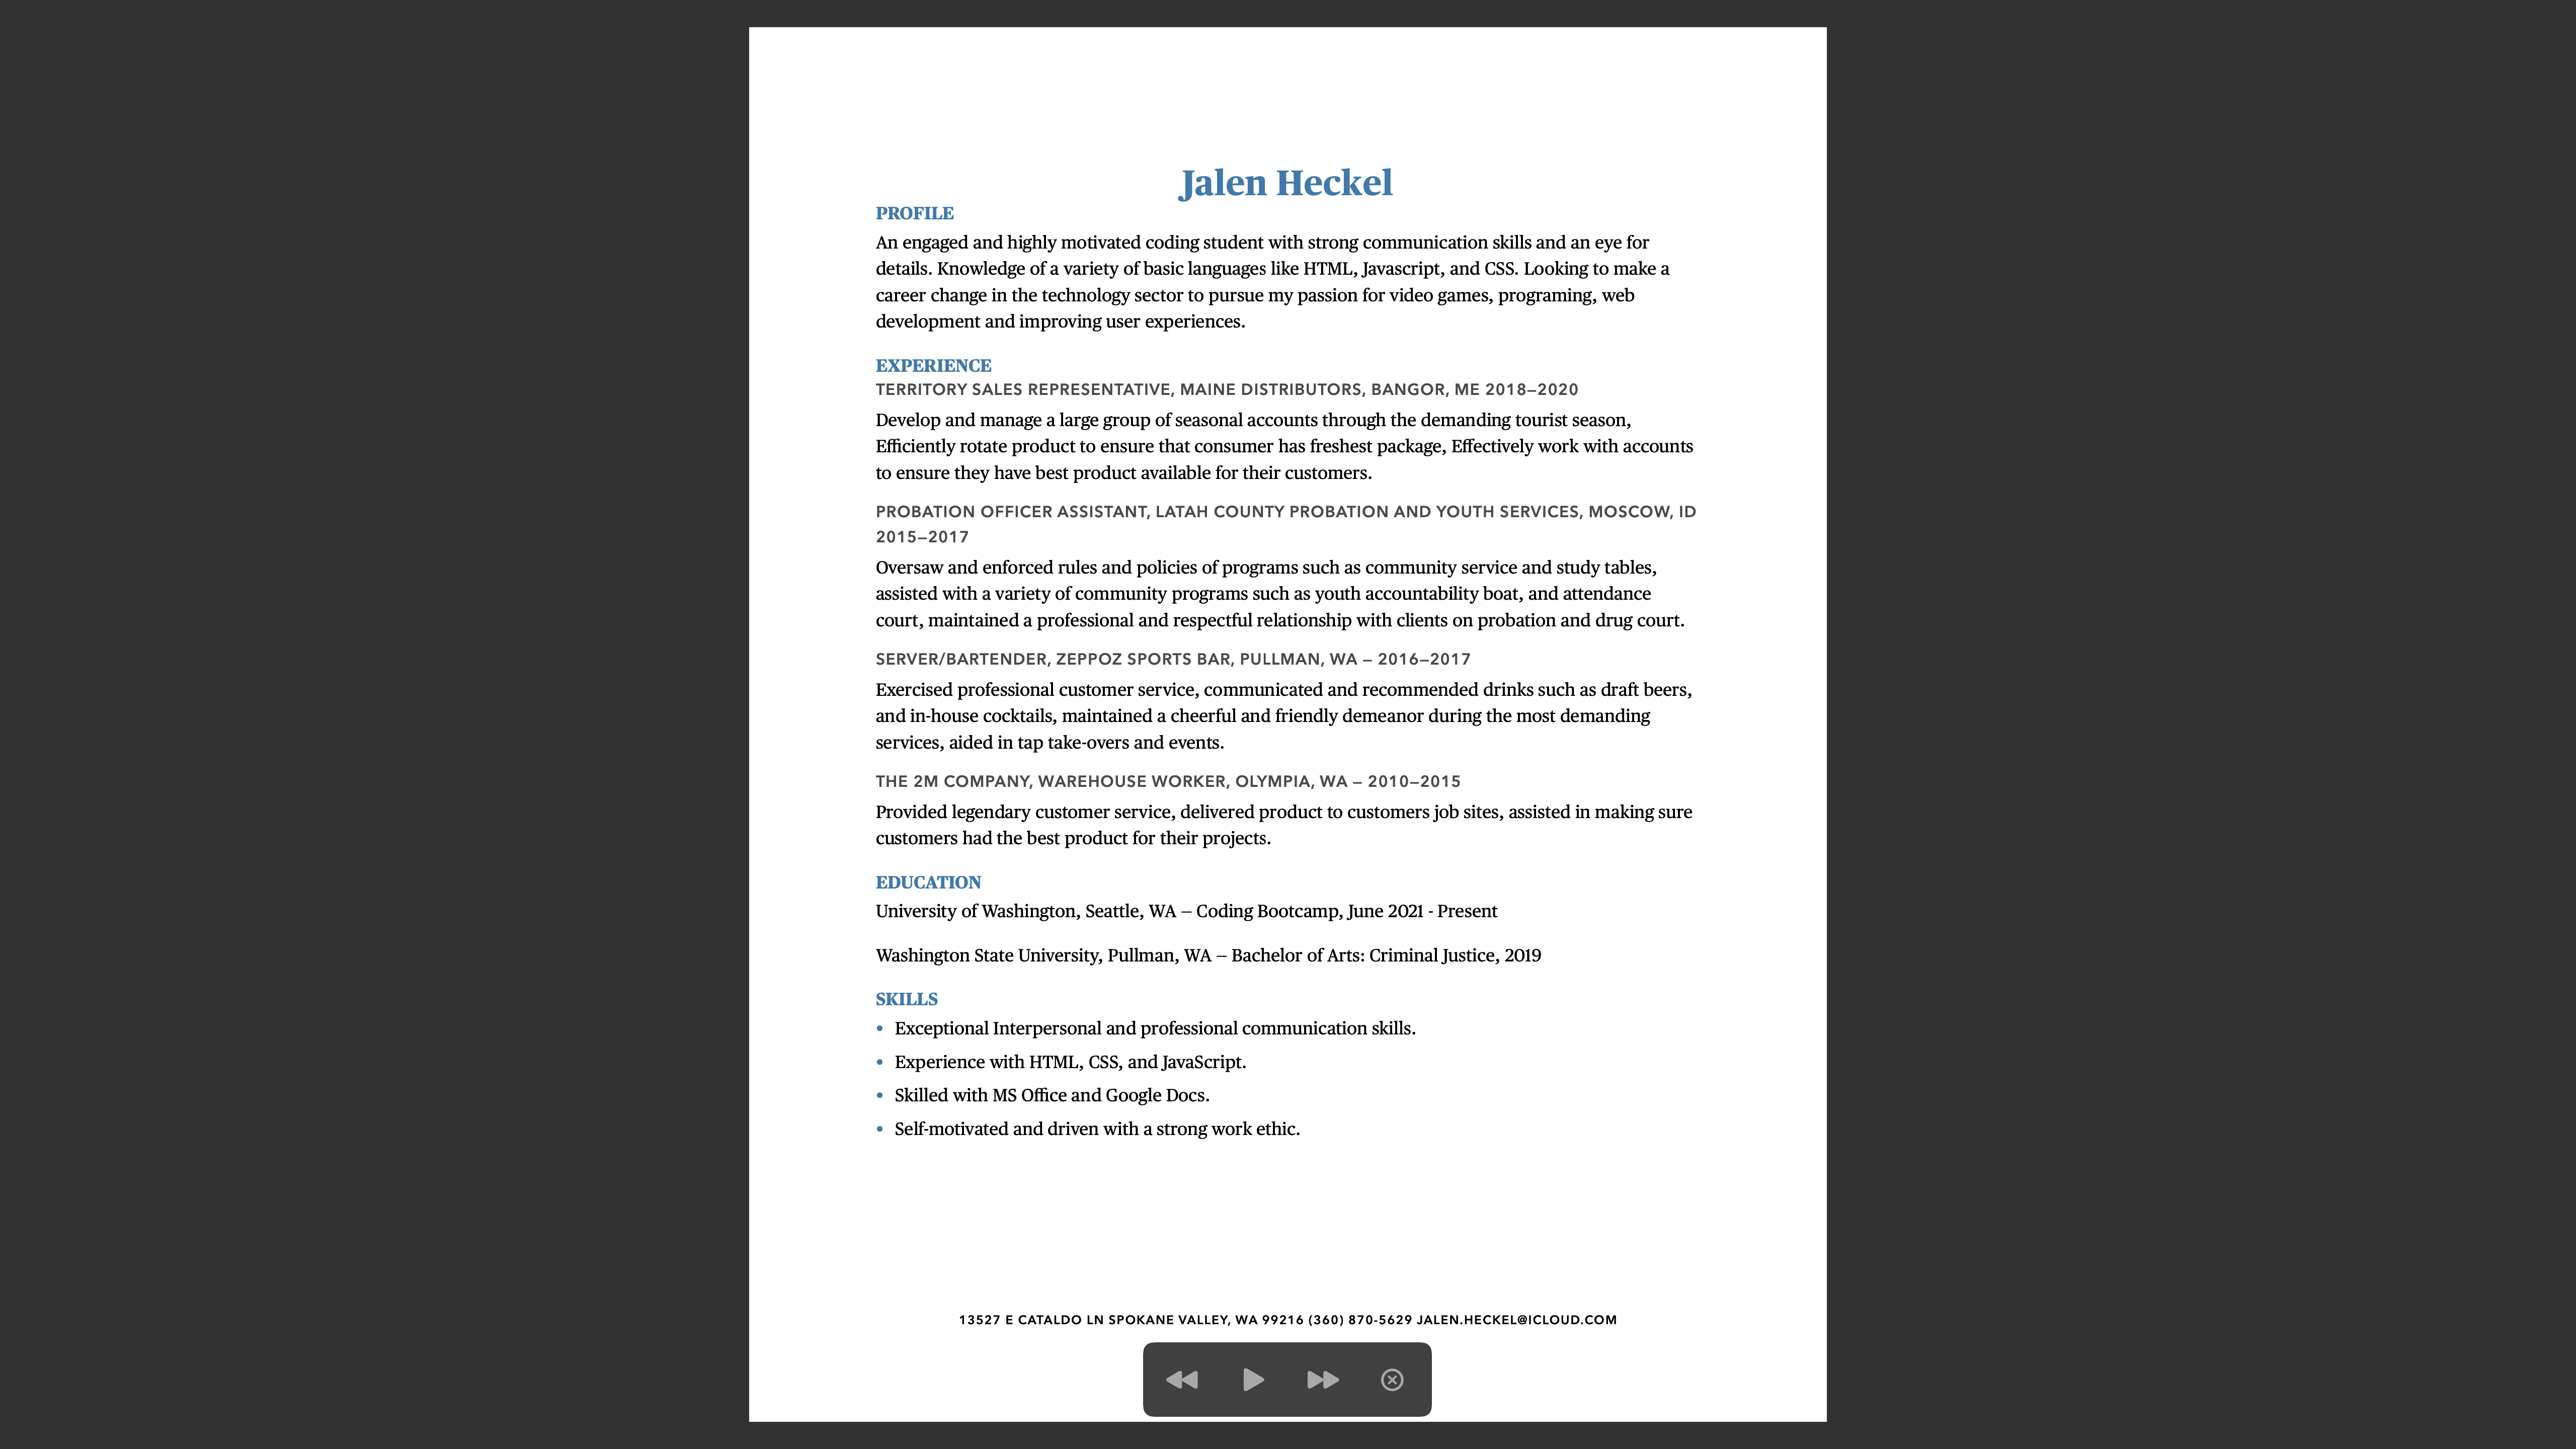 Jalen Heckel
PROFILE
An engaged and highly motivated coding student with strong communication skills and an eye for
details. Knowledge of a variety of basic languages like HTML, Javascript, and CSS. Looking to make a
career change in the technology sector to pursue my passion for video games, programing, web
development and improving user experiences.
EXPERIENCE
TERRITORY SALES REPRESENTATIVE, MAINE DISTRIBUTORS, BANGOR, ME 2018–2020
Develop and manage a large group of seasonal accounts through the demanding tourist season,
Efficiently rotate product to ensure that consumer has freshest package, Effectively work with accounts
to ensure they have best product available for their customers.
PROBATION OFFICER ASSISTANT, LATAH COUNTY PROBATION AND YOUTH SERVICES, MOSCOW, ID
2015–2017
Oversaw and enforced rules and policies of programs such as community service and study tables,
assisted with a variety of community programs such as youth accountability boat, and attendance
court, maintained a professional and respectful relationship with clients on probation and drug court.
SERVER/BARTENDER, ZEPPOZ SPORTS BAR, PULLMAN, WA – 2016–2017
Exercised professional customer service, communicated and recommended drinks such as draft beers,
and in-house cocktails, maintained a cheerful and friendly demeanor during the most demanding
services, aided in tap take-overs and events.
THE 2M COMPANY, WAREHOUSE WORKER, OLYMPIA, WA – 2010–2015
Provided legendary customer service, delivered product to customers job sites, assisted in making sure
customers had the best product for their projects.
EDUCATION
University of Washington, Seattle, WA – Coding Bootcamp, June 2021 - Present
Washington State University, Pullman, WA – Bachelor of Arts: Criminal Justice, 2019
SKILLS
• Exceptional Interpersonal and professional communication skills.
• Experience with HTML, CSS, and JavaScript.
• Skilled with MS Office and Google Docs.
• Self-motivated and driven with a strong work ethic.
13527 E CATALDO LN SPOKANE VALLEY, WA 99216 (360) 870-5629 JALEN.HECKEL@ICLOUD.COM